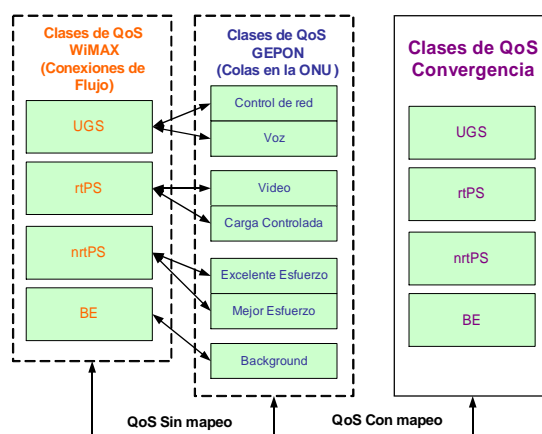 Clases de QoS
WiMAX
(Conexiones de
Flujo)
UGS
rtPS
nrtPS
BE
Clases de QoS
GEPON
(Colas en la ONU )
Control de red
Voz
Video
Carga Controlada
Excelente Esfuerzo
Mejor Esfuerzo
Background
Clases de QoS
Convergencia
UGS
rtPS
nrtPS
BE
QoS Sin mapeo
QoS Con mapeo